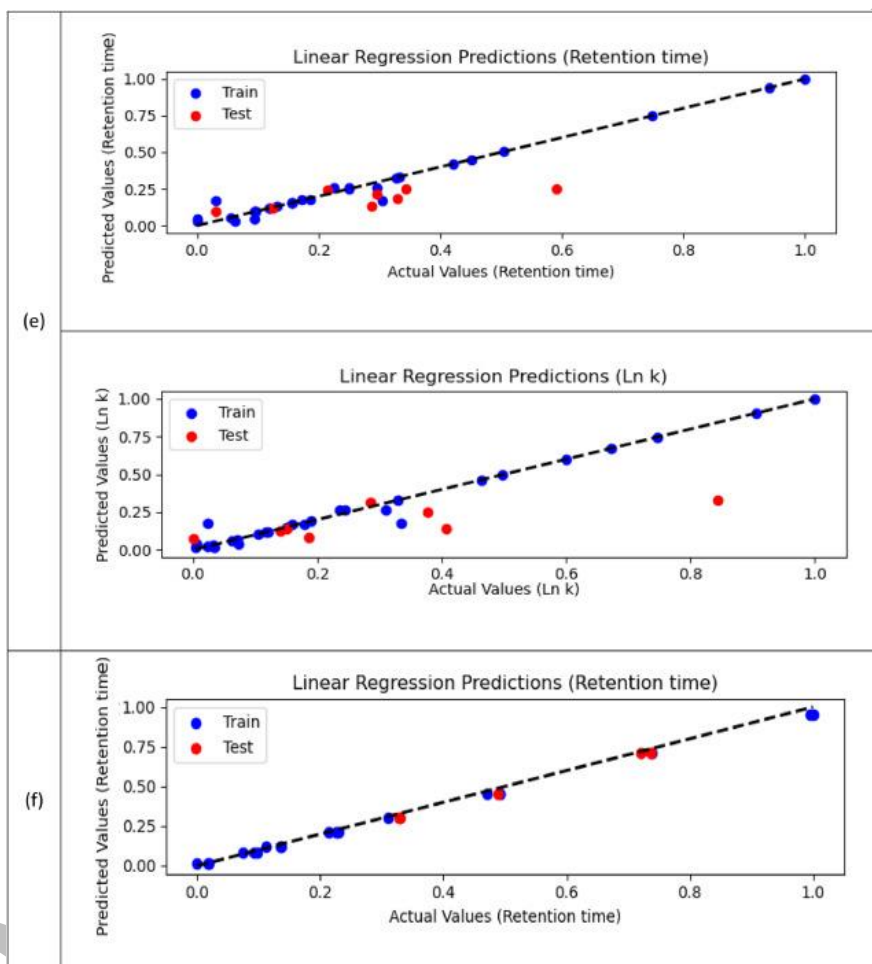 (e)
Linear Regression Predictions (Retention time)
Predicted Values (Retention time)
1.00
0.75
0.50
0.25
0.00
Train
Test
0.0 0.2 0.4 0.6 0.8 1.0
Actual Values (Retention time)
Linear Regression Predictions (Ln k)
Predicted Values (Ln k)
1.00
0.75
0.50
0.25
0.00
Train
Test
0.0 0.2 0.4 0.6 0.8 1.0
Actual Values (Ln k)
(f)
Linear Regression Predictions (Retention time)
Predicted Values (Retention time)
1.00
0.75
0.50
0.25
0.00
Train
Test
0.0 0.2 0.4 0.6 0.8 1.0
Actual Values (Retention time)